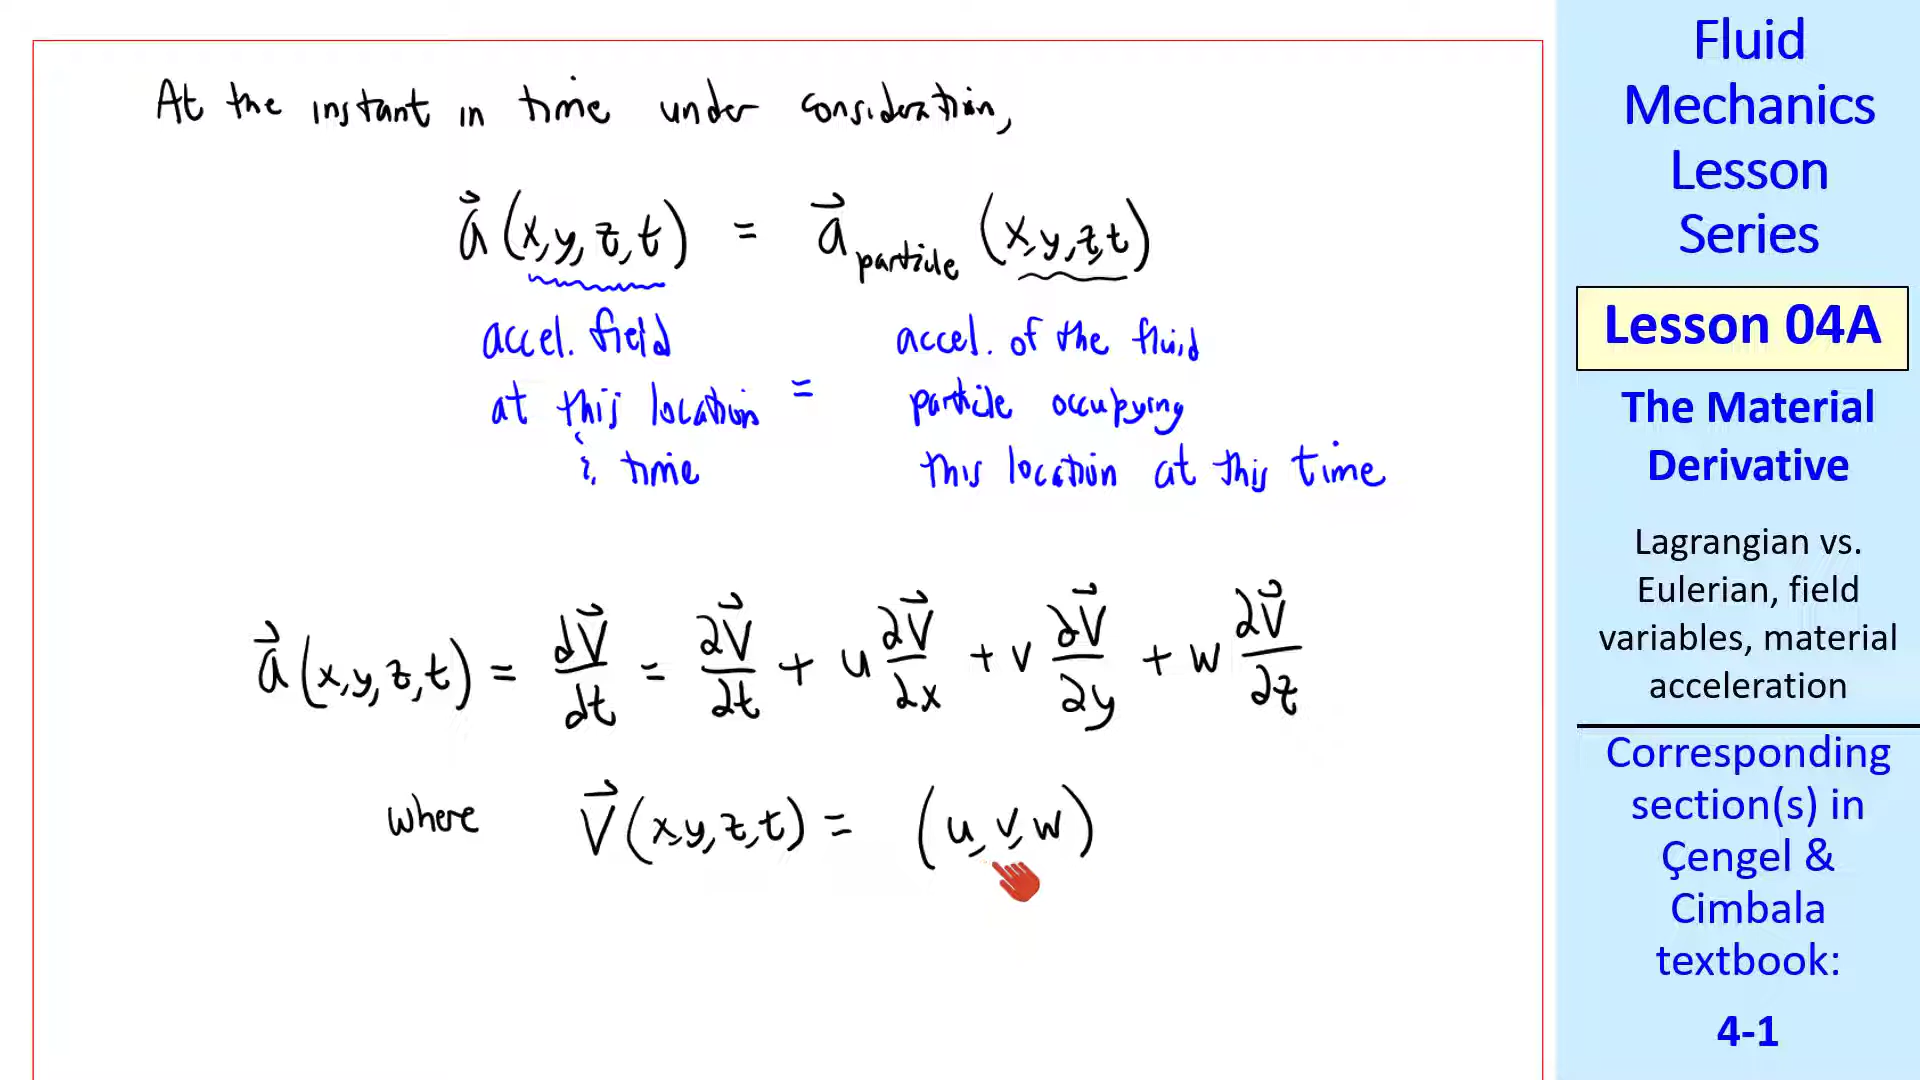 At the instant in time under consideration,
a⃗ (x,y,z,t) = a⃗ particle (x,y,z,t)
accel. field
at this location
& time
=
accel. of the fluid
particle occupying
this location at this time
a⃗(x,y,z,t) = dV⃗/dt = ∂V⃗/∂t + u ∂V⃗/∂x + v ∂V⃗/∂y + w ∂V⃗/∂z
where V⃗(x,y,z,t) = (u,v,w)
Fluid
Mechanics
Lesson
Series
Lesson 04A
The Material
Derivative
Lagrangian vs.
Eulerian, field
variables, material
acceleration
Corresponding
section(s) in
Çengel &
Cimbala
textbook:
4-1